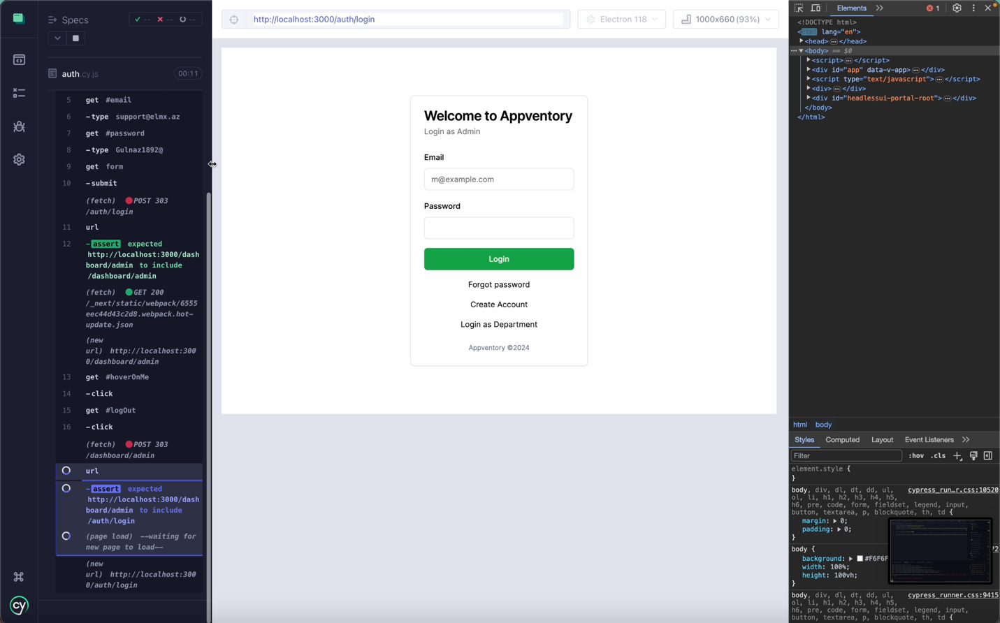 Specs
✓ -- ✕ -- --
auth.cy.js 00:11
5 get #email
6 -type support@elmx.az
7 get #password
8 -type Gulnaz1892@
9 get form
10 -submit
(fetch) POST 303
/auth/login
11 url
12 -assert expected
http://localhost:3000/dash
board/admin to include
/dashboard/admin
(fetch) GET 200
/_next/static/webpack/6555
eec44d43c2d8.webpack.hot-
update.json
(new
url) http://localhost:300
0/dashboard/admin
13 get #hoverOnMe
14 -click
15 get #logOut
16 -click
(fetch) POST 303
/dashboard/admin
url
-assert expected
http://localhost:3000/dash
board/admin to include
/auth/login
(page load) --waiting for
new page to load--
(new
url) http://localhost:300
0/auth/login
cy
http://localhost:3000/auth/login
Electron 118
1000x660 (93%)
Welcome to Appventory
Login as Admin
Email
m@example.com
Password
Login
Forgot password
Create Account
Login as Department
Appventory ©2024
Elements
1
<!DOCTYPE html>
<html lang="en">
<head> … </head>
<body> == $0
<script> … </script>
<div id="app" data-v-app> … </div>
<script type="text/javascript"> … </script>
<div> … </div>
<div id="headlessui-portal-root"> … </div>
</body>
</html>
html body
Styles Computed Layout Event Listeners
Filter :hov .cls
element.style {
}
body, div, dl, dt, dd, ul, cypress_run…r.css:10520
ol, li, h1, h2, h3, h4, h5,
h6, pre, code, form, fieldset, legend, input,
button, textarea, p, blockquote, th, td {
margin: 0;
padding: 0;
}
body {
background: #F6F6F
width: 100%;
height: 100vh;
}
body, div, dl, dt, dd, ul, cypress_runner.css:9415
ol, li, h1, h2, h3, h4, h5,
h6, pre, code, form, fieldset, legend, input,
button, textarea, p, blockquote, th, td {